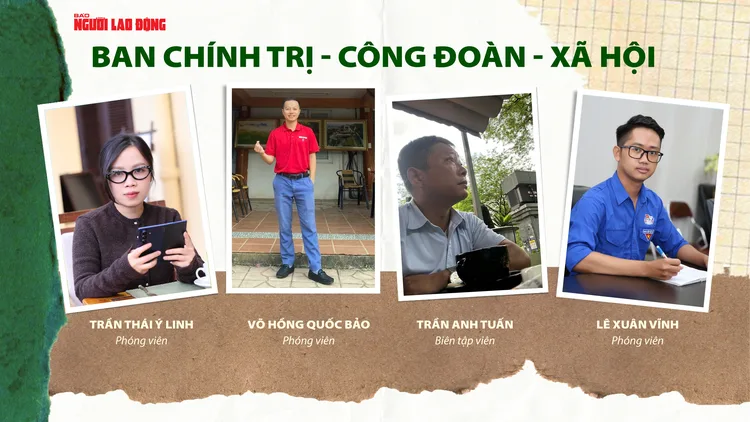 BÁO
NGƯỜI LAO ĐỘNG
BAN CHÍNH TRỊ - CÔNG ĐOÀN - XÃ HỘI
TRẦN THÁI Ý LINH
Phóng viên
VÕ HỒNG QUỐC BẢO
Phóng viên
TRẦN ANH TUẤN
Biên tập viên
LÊ XUÂN VĨNH
Phóng viên